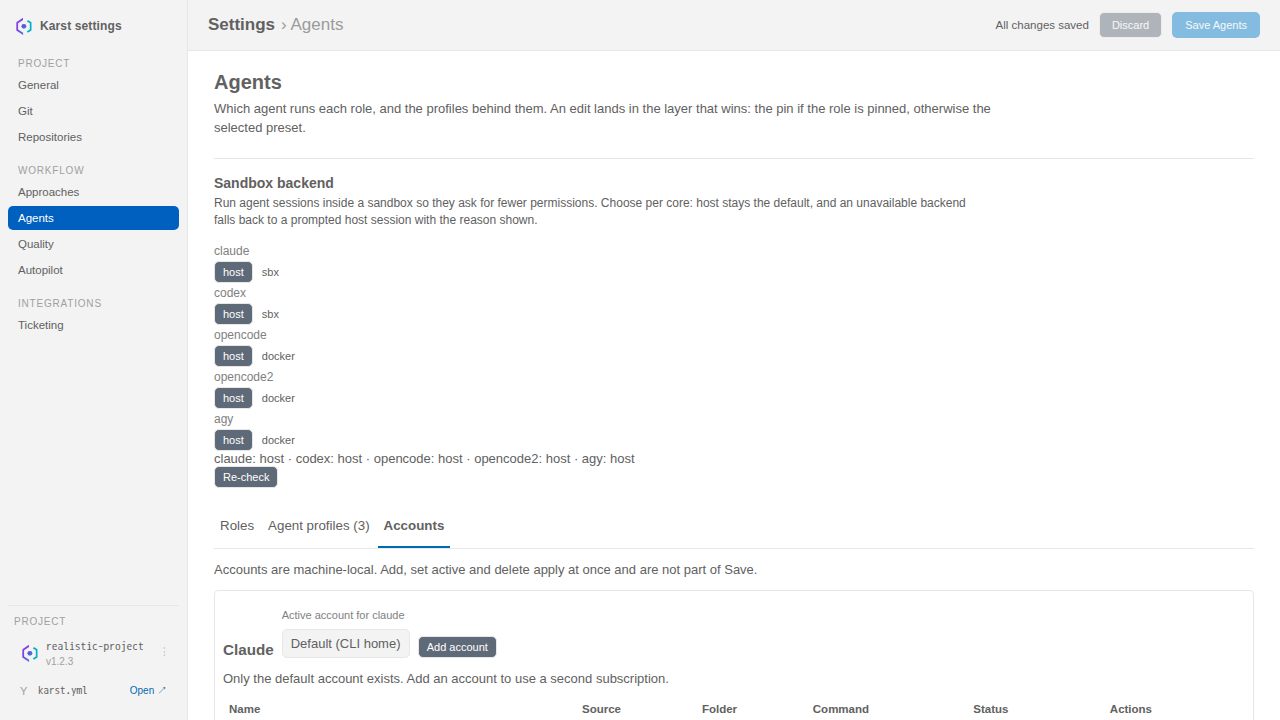 Karst settings
PROJECT
General
Git
Repositories
WORKFLOW
Approaches
Agents
Quality
Autopilot
INTEGRATIONS
Ticketing
PROJECT
realistic-project
v1.2.3
Y karst.yml Open ↗
Settings › Agents
All changes saved Discard Save Agents
Agents
Which agent runs each role, and the profiles behind them. An edit lands in the layer that wins: the pin if the role is pinned, otherwise the
selected preset.
Sandbox backend
Run agent sessions inside a sandbox so they ask for fewer permissions. Choose per core: host stays the default, and an unavailable backend
falls back to a prompted host session with the reason shown.
claude
host sbx
codex
host sbx
opencode
host docker
opencode2
host docker
agy
host docker
claude: host · codex: host · opencode: host · opencode2: host · agy: host
Re-check
Roles Agent profiles (3) Accounts
Accounts are machine-local. Add, set active and delete apply at once and are not part of Save.
Active account for claude
Claude Default (CLI home) Add account
Only the default account exists. Add an account to use a second subscription.
Name Source Folder Command Status Actions